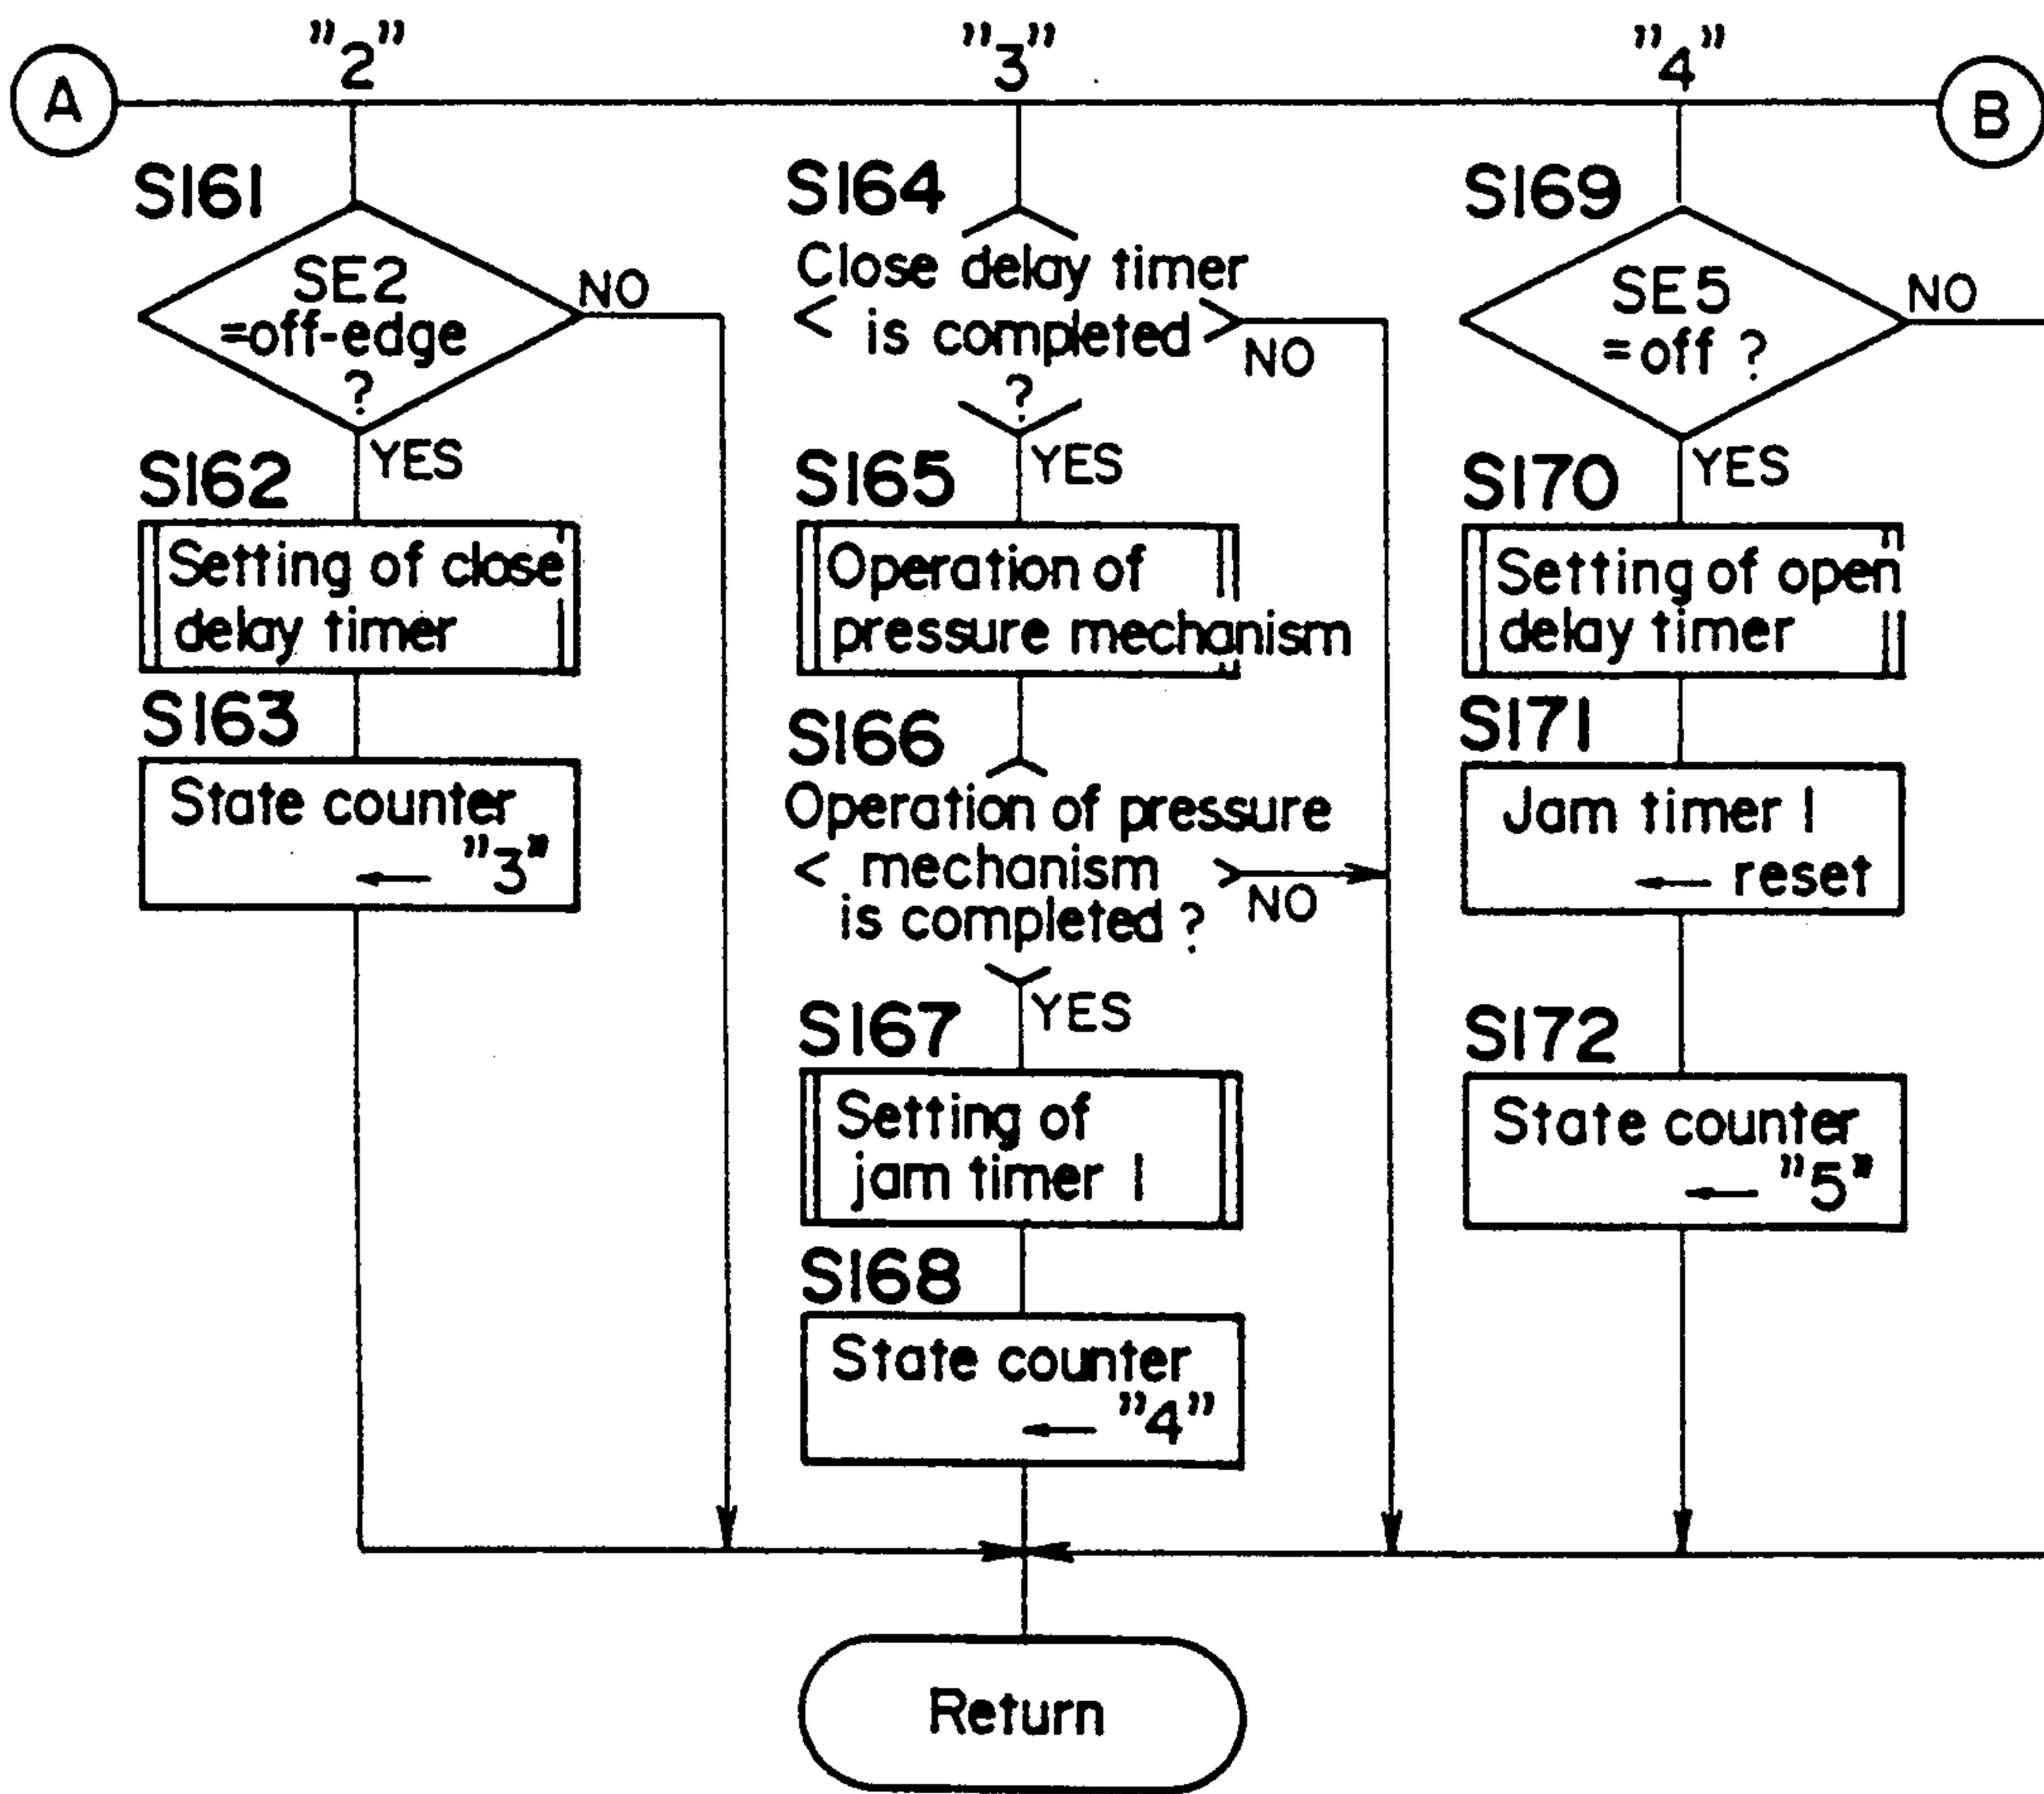 A
"2"
"3"
"4"
B
S161
SE2
=off-edge
?
NO
YES
S162
Setting of close
delay timer
S163
State counter
← "3"
S164
Close delay timer
is completed
?
NO
YES
S165
Operation of
pressure mechanism
S166
Operation of pressure
mechanism
is completed ?
NO
YES
S167
Setting of
jam timer 1
S168
State counter
← "4"
S169
SE5
=off ?
NO
YES
S170
Setting of open
delay timer
S171
Jam timer 1
← reset
S172
State counter
← "5"
Return